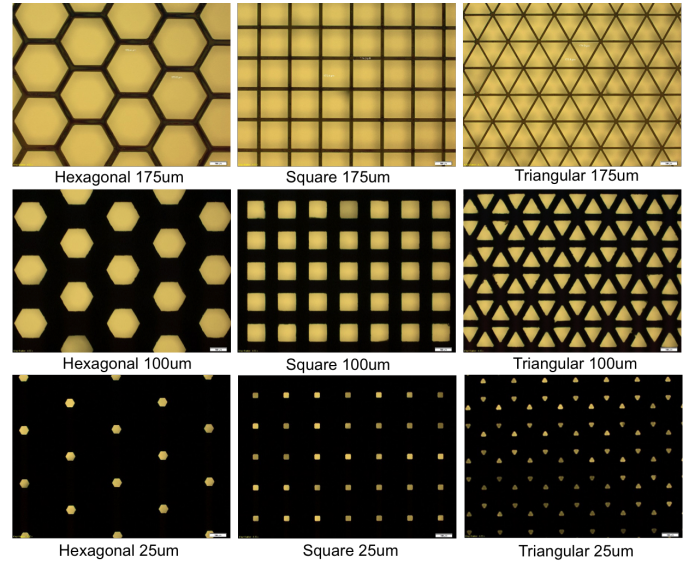 Hexagonal 175um
Square 175um
Triangular 175um
Hexagonal 100um
Square 100um
Triangular 100um
Hexagonal 25um
Square 25um
Triangular 25um